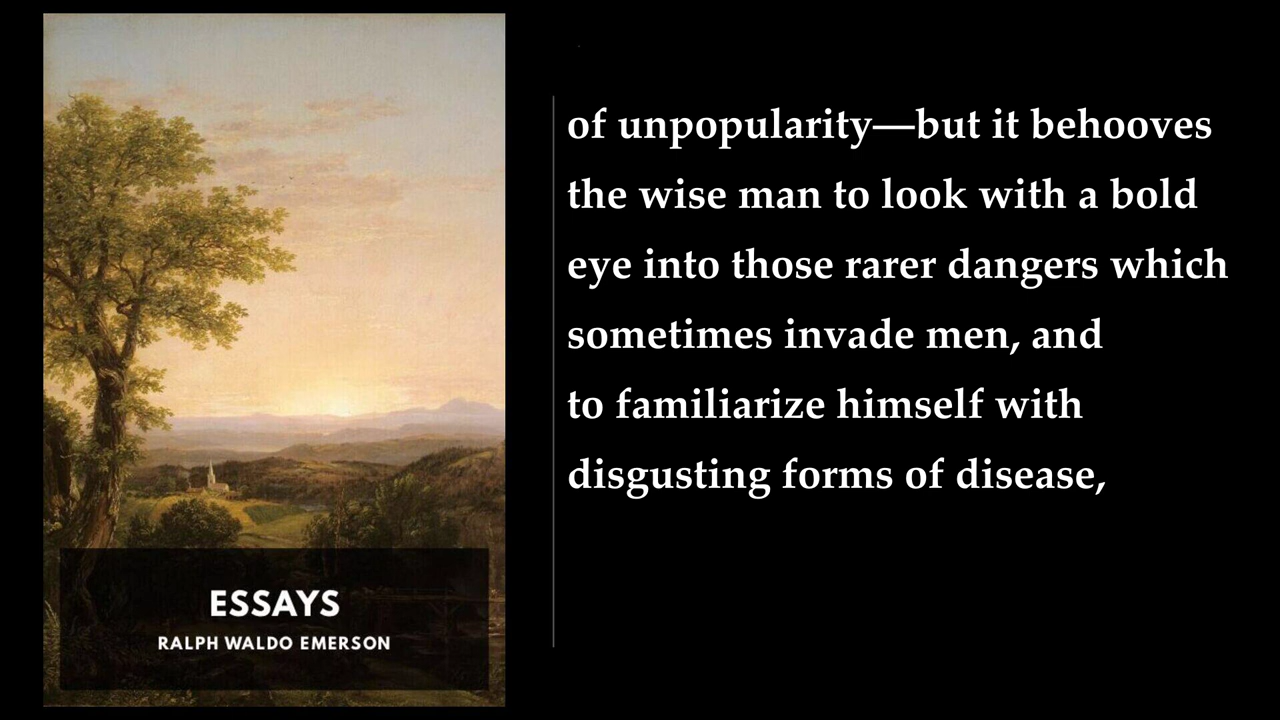 of unpopularity—but it behooves
the wise man to look with a bold
eye into those rarer dangers which
sometimes invade men, and
to familiarize himself with
disgusting forms of disease,
ESSAYS
RALPH WALDO EMERSON